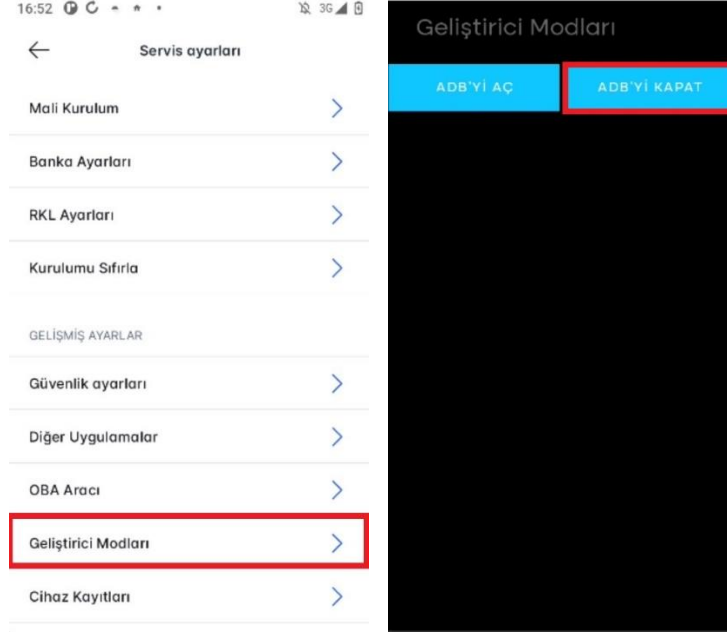 16:52
3G
Servis ayarları
Mali Kurulum
Banka Ayarları
RKL Ayarları
Kurulumu Sıfırla
GELİŞMİŞ AYARLAR
Güvenlik ayarları
Diğer Uygulamalar
OBA Aracı
Geliştirici Modları
Cihaz Kayıtları
Geliştirici Modları
ADB'Yİ AÇ
ADB'Yİ KAPAT